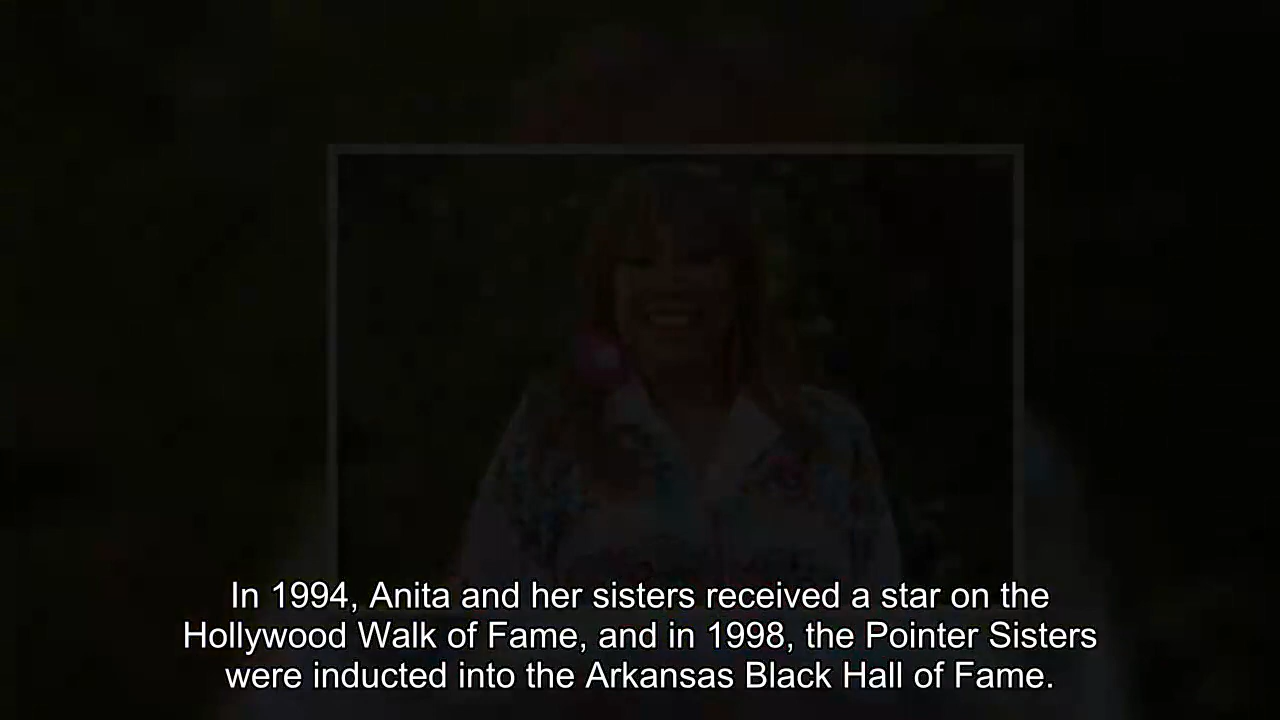 In 1994, Anita and her sisters received a star on the
Hollywood Walk of Fame, and in 1998, the Pointer Sisters
were inducted into the Arkansas Black Hall of Fame.